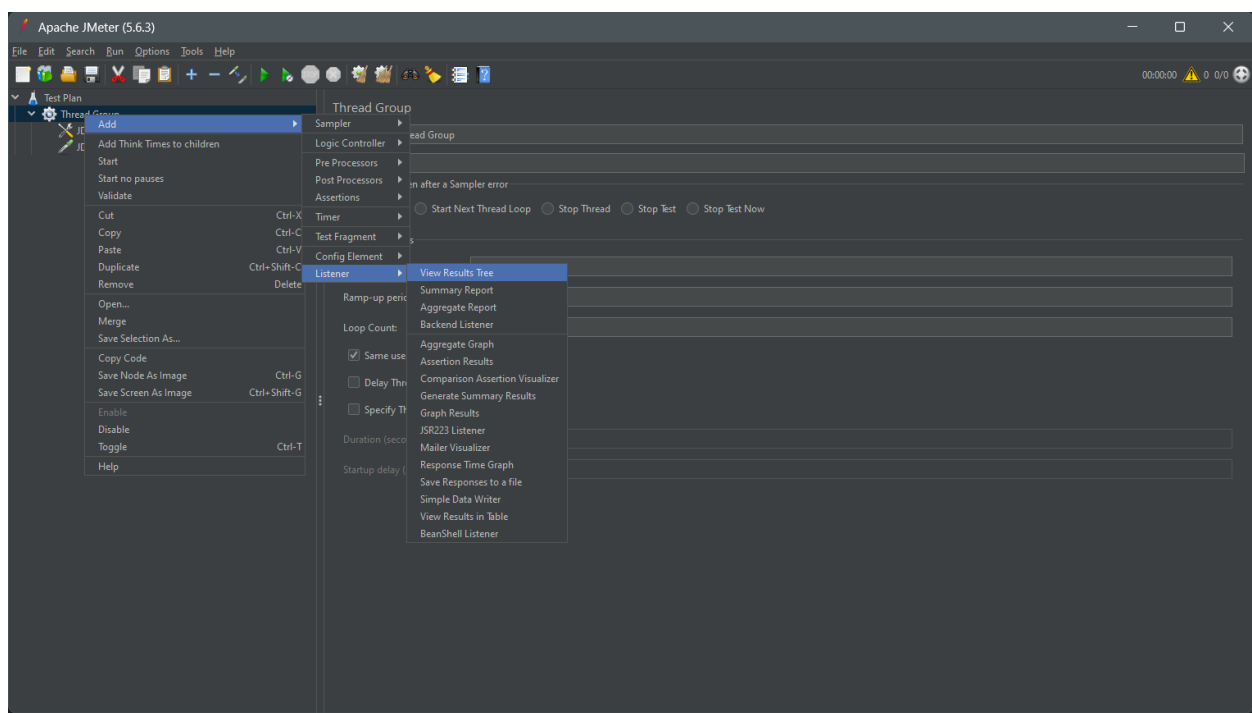 Apache JMeter (5.6.3)
File Edit Search Run Options Tools Help
00:00:00 0 0/0
Test Plan
Thread Group
Thread Group
Add
Sampler
JD
ead Group
Add Think Times to children
Logic Controller
JD
Start
Pre Processors
Start no pauses
Post Processors
en after a Sampler error
Validate
Assertions
Start Next Thread Loop Stop Thread Stop Test Stop Test Now
Cut Ctrl-X
Timer
Copy Ctrl-C
Test Fragment
s
Paste Ctrl-V
Config Element
Duplicate Ctrl+Shift-C
Listener
View Results Tree
Remove Delete
Summary Report
Ramp-up perio
Open...
Aggregate Report
Merge
Loop Count:
Backend Listener
Save Selection As...
Aggregate Graph
Copy Code
Same use
Assertion Results
Save Node As Image Ctrl-G
Delay Thre
Comparison Assertion Visualizer
Save Screen As Image Ctrl+Shift-G
Generate Summary Results
Enable
Specify Th
Graph Results
Disable
JSR223 Listener
Toggle Ctrl-T
Duration (seco
Mailer Visualizer
Help
Startup delay (
Response Time Graph
Save Responses to a file
Simple Data Writer
View Results in Table
BeanShell Listener